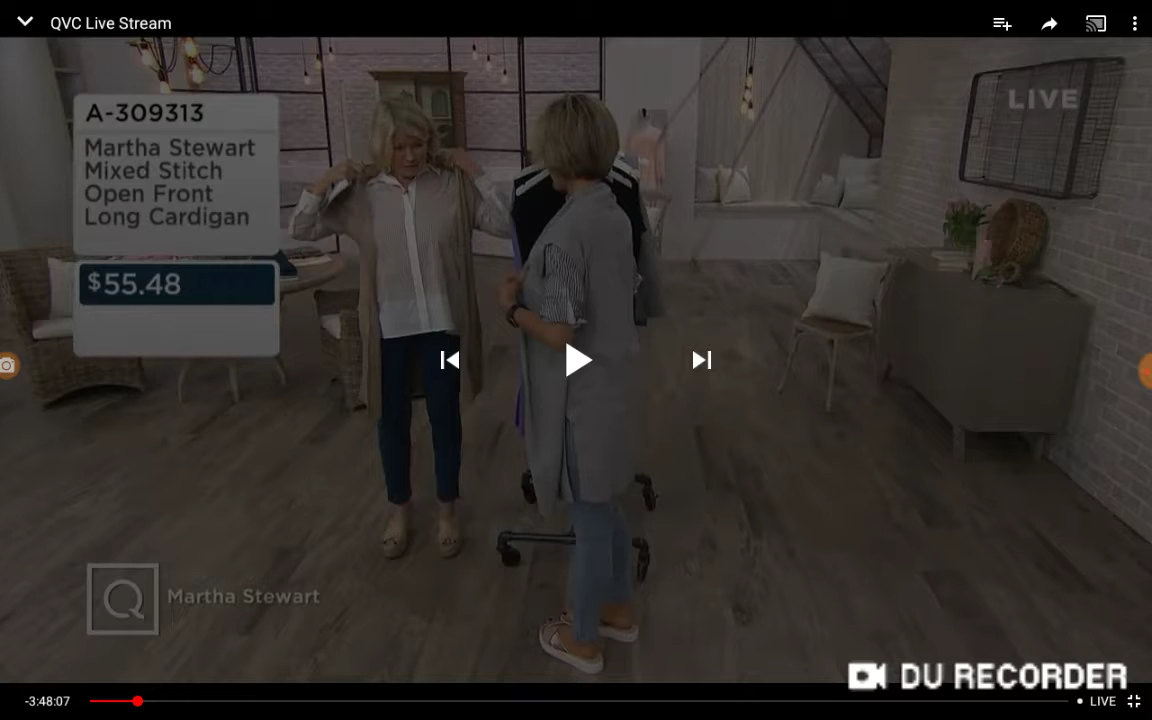 QVC Live Stream
A-309313
LIVE
Martha Stewart
Mixed Stitch
Open Front
Long Cardigan
$55.48
Q Martha Stewart
DU RECORDER
-3:48:07
LIVE